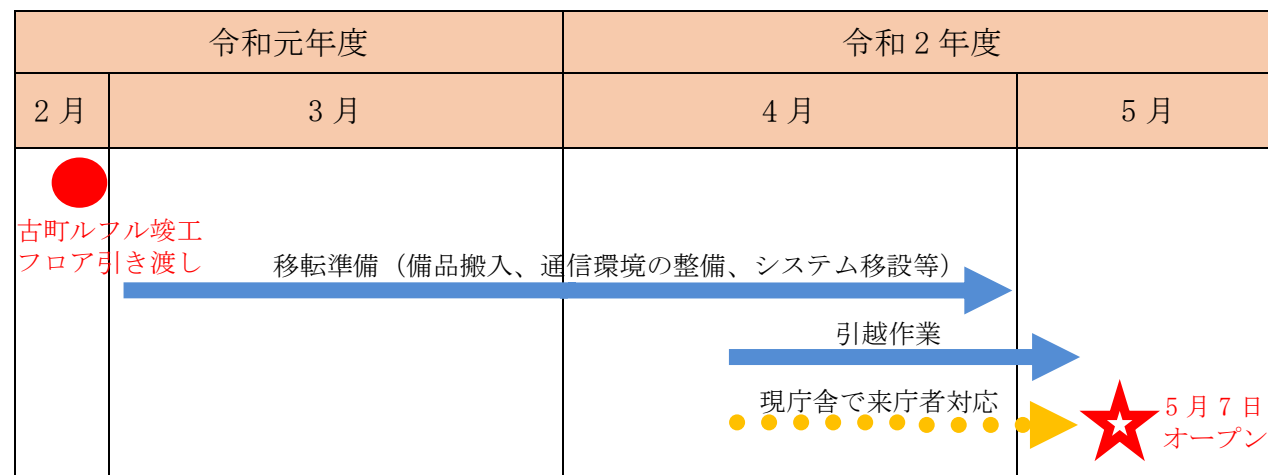 令和元年度
令和2年度
2月
3月
4月
5月
古町ルフル竣工
フロア引き渡し
移転準備（備品搬入、通信環境の整備、システム移設等）
引越作業
現庁舎で来庁者対応
5月7日
オープン